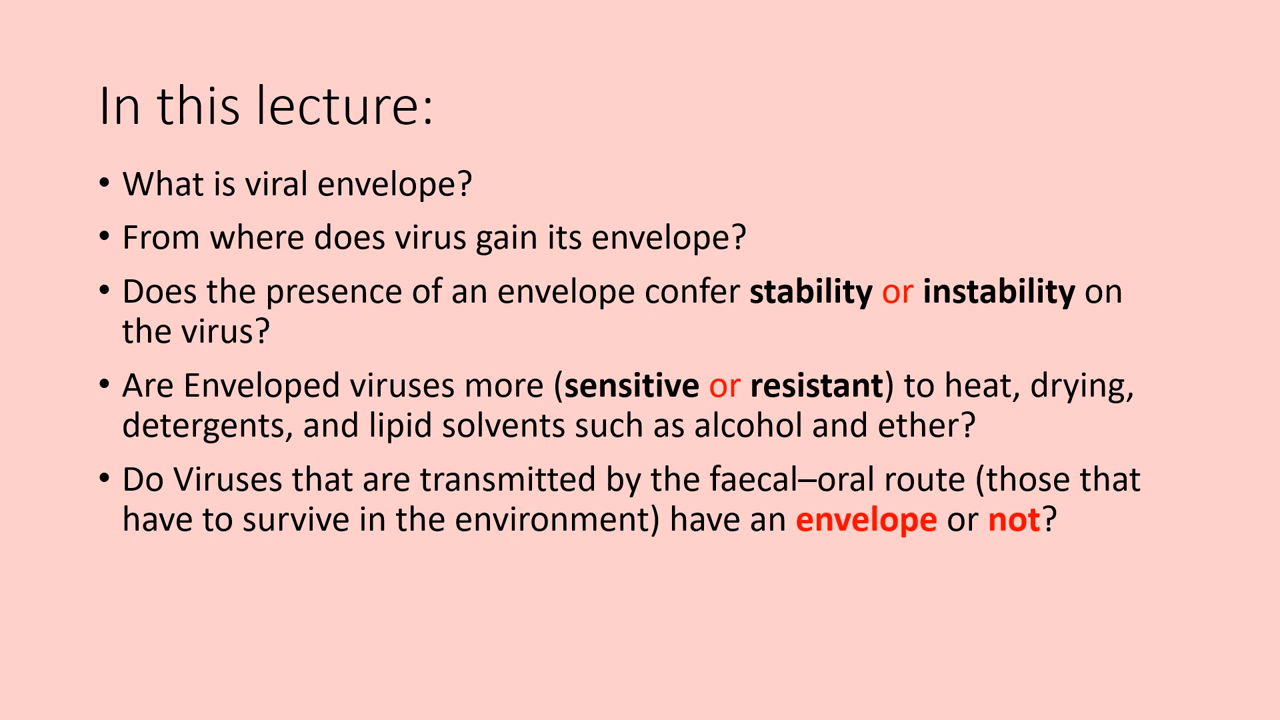 In this lecture:
• What is viral envelope?
• From where does virus gain its envelope?
• Does the presence of an envelope confer stability or instability on
the virus?
• Are Enveloped viruses more (sensitive or resistant) to heat, drying,
detergents, and lipid solvents such as alcohol and ether?
• Do Viruses that are transmitted by the faecal–oral route (those that
have to survive in the environment) have an envelope or not?